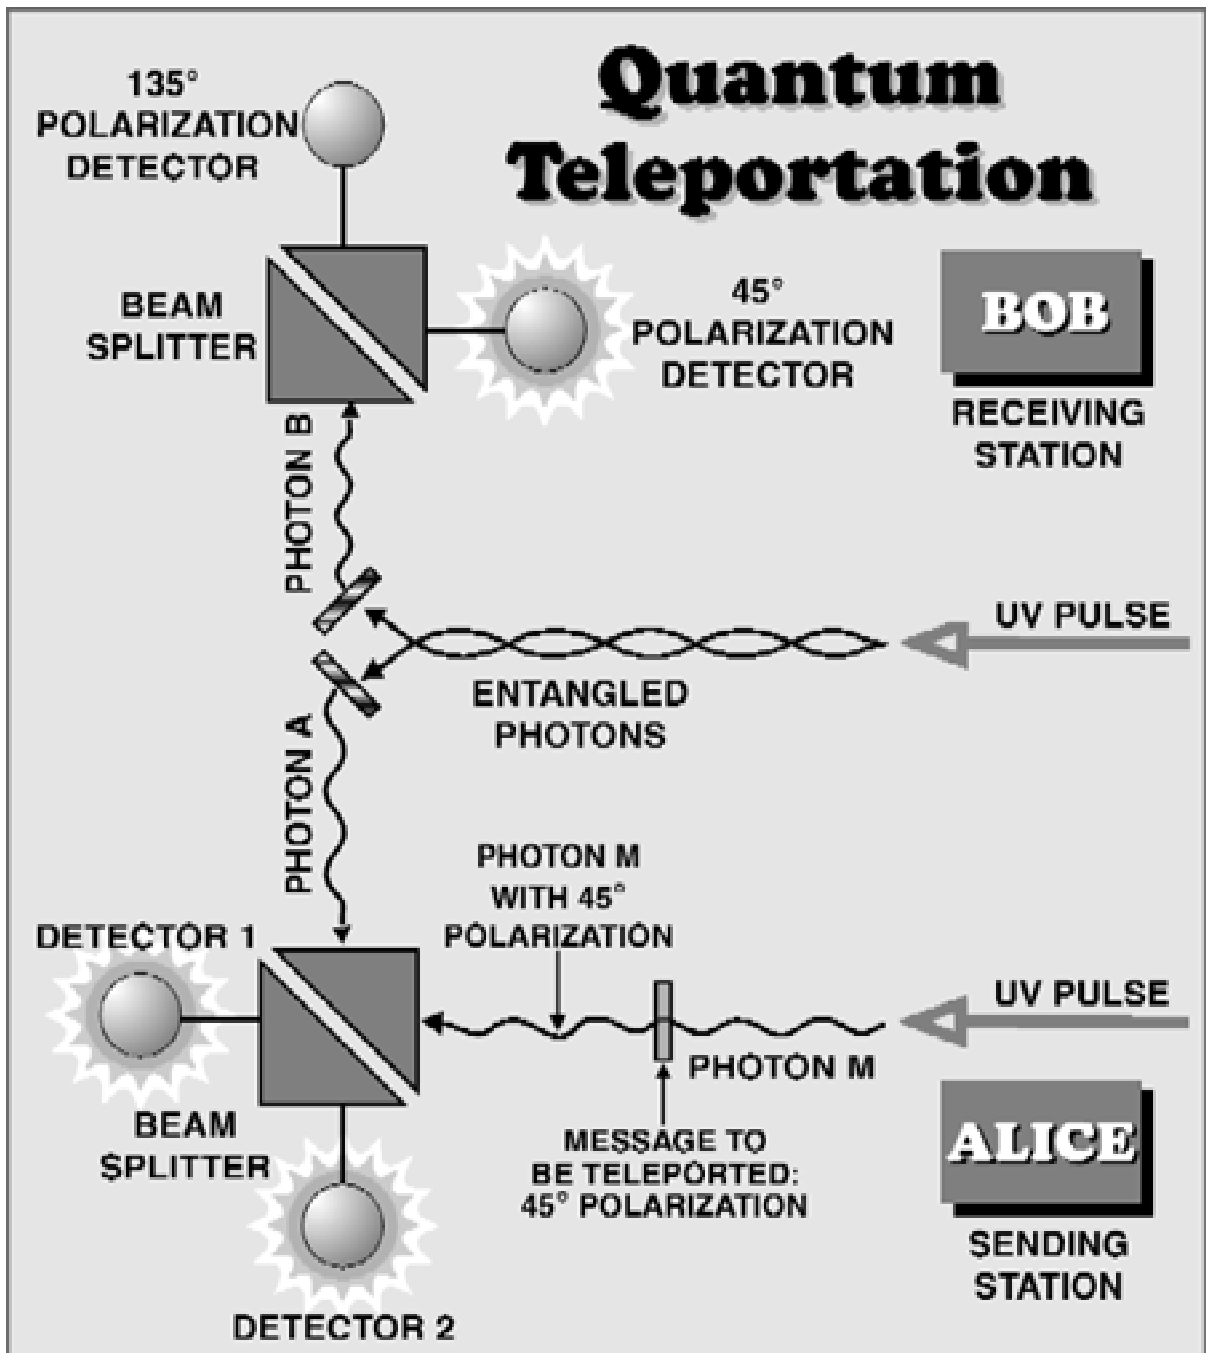 Quantum
Teleportation
135°
POLARIZATION
DETECTOR
BEAM
SPLITTER
45°
POLARIZATION
DETECTOR
BOB
RECEIVING
STATION
PHOTON B
UV PULSE
ENTANGLED
PHOTONS
PHOTON A
PHOTON M
WITH 45°
POLARIZATION
DETECTOR 1
UV PULSE
PHOTON M
BEAM
SPLITTER
MESSAGE TO
BE TELEPORTED:
45° POLARIZATION
ALICE
SENDING
STATION
DETECTOR 2